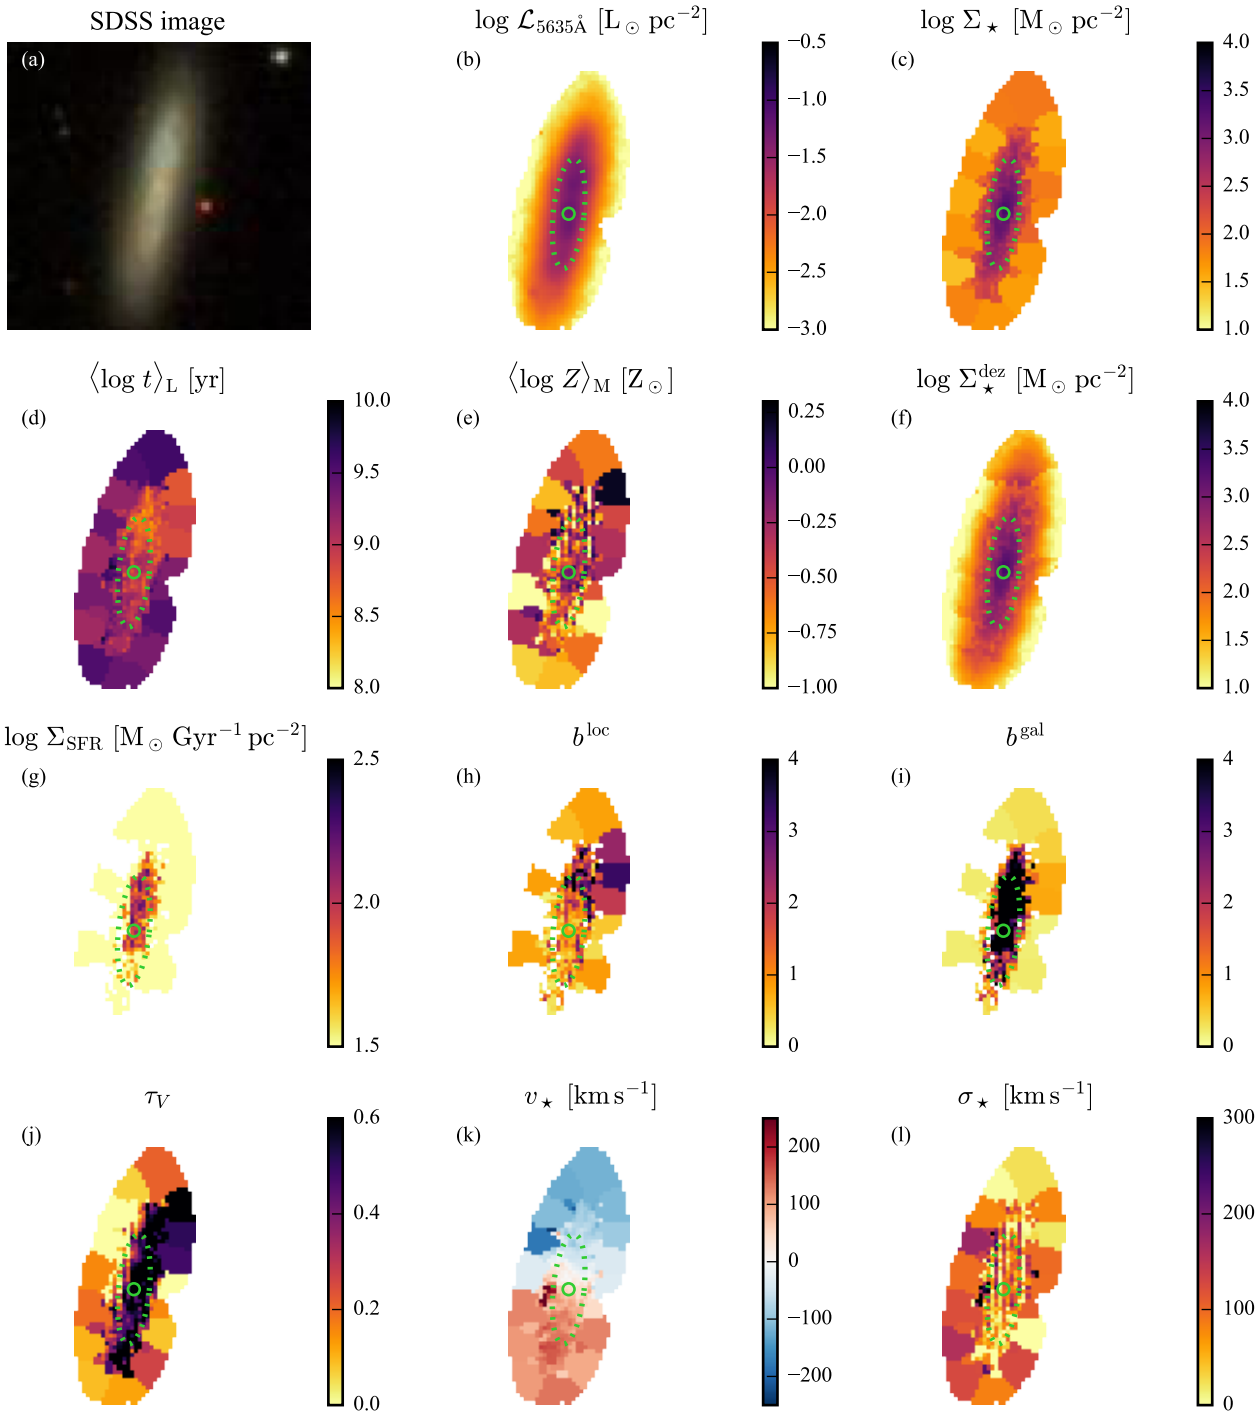 SDSS image
log ℒ₅₆₃₅Å [L⊙ pc⁻²]
log Σ⋆ [M⊙ pc⁻²]
(a)
(b)
−0.5
−1.0
−1.5
−2.0
−2.5
−3.0
(c)
4.0
3.5
3.0
2.5
2.0
1.5
1.0
⟨log t⟩L [yr]
⟨log Z⟩M [Z⊙]
log Σ⋆ᵈᵉᶻ [M⊙ pc⁻²]
(d)
10.0
9.5
9.0
8.5
8.0
(e)
0.25
0.00
−0.25
−0.50
−0.75
−1.00
(f)
4.0
3.5
3.0
2.5
2.0
1.5
1.0
log ΣSFR [M⊙ Gyr⁻¹ pc⁻²]
bˡᵒᶜ
bᵍᵃˡ
(g)
2.5
2.0
1.5
(h)
4
3
2
1
0
(i)
4
3
2
1
0
τV
v⋆ [km s⁻¹]
σ⋆ [km s⁻¹]
(j)
0.6
0.4
0.2
0.0
(k)
200
100
0
−100
−200
(l)
300
200
100
0